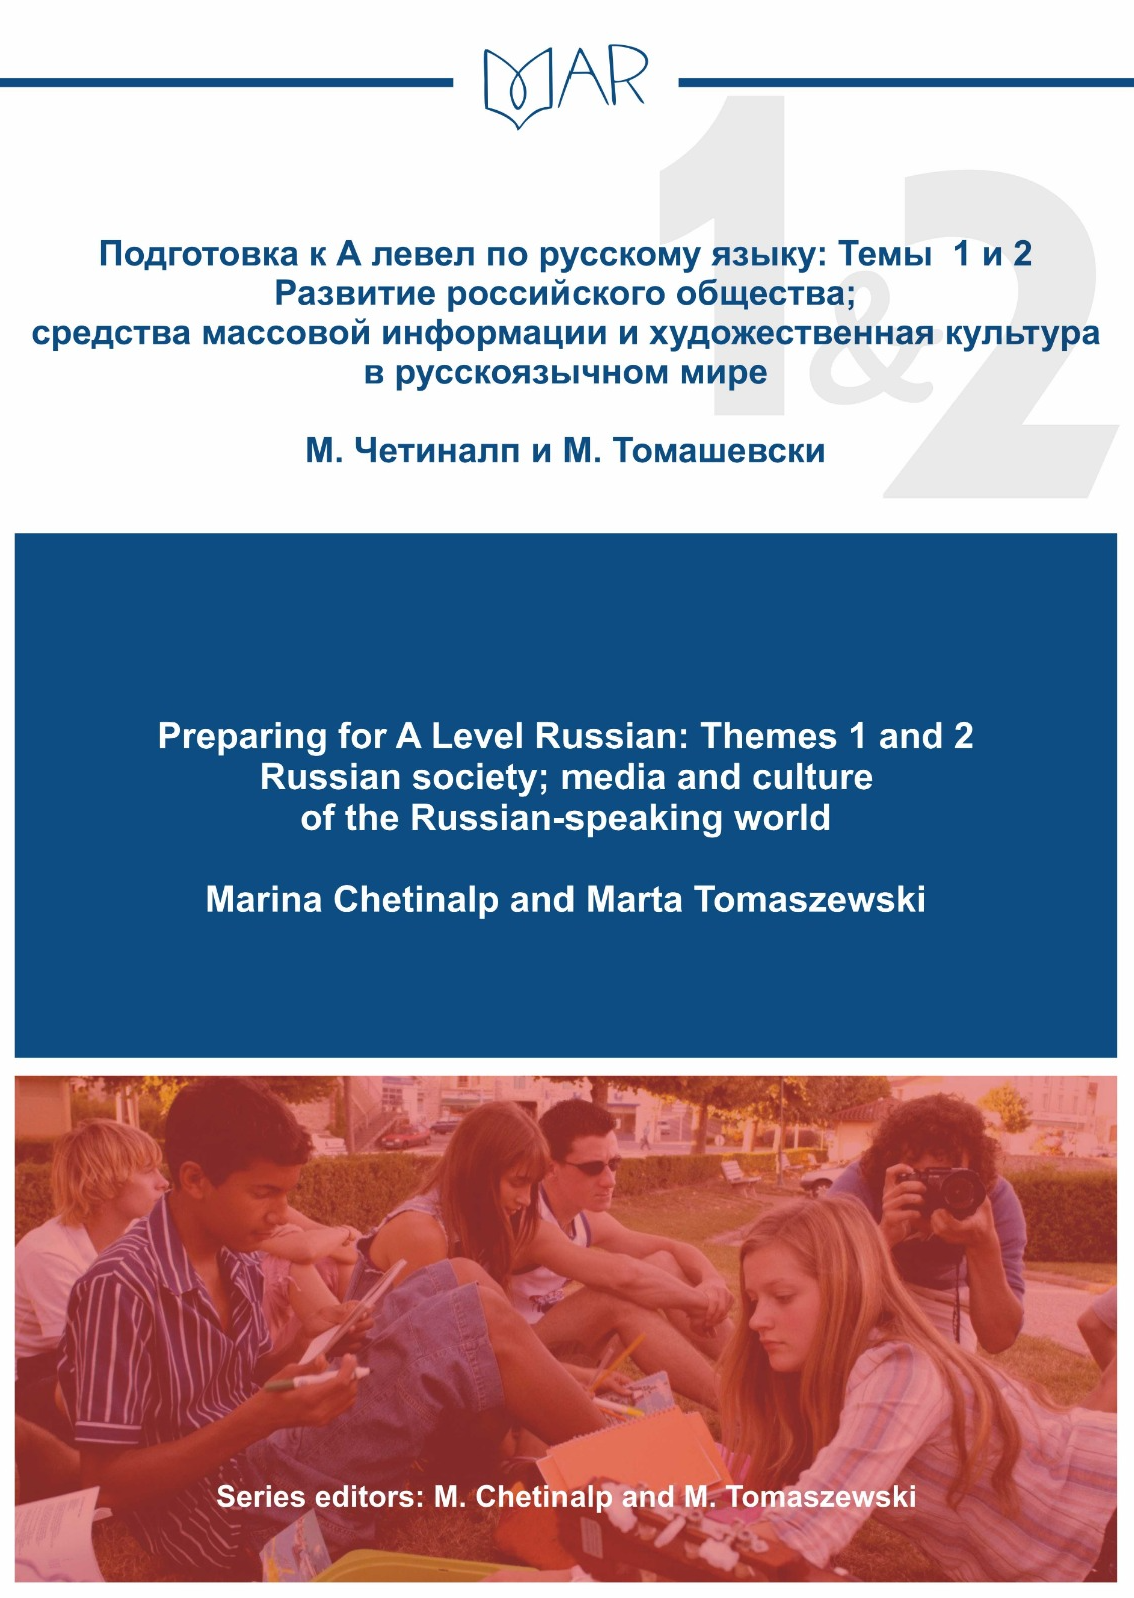 MAR
1&2
Подготовка к А левел по русскому языку: Темы 1 и 2
Развитие российского общества;
средства массовой информации и художественная культура
в русскоязычном мире
М. Четиналп и М. Томашевски
Preparing for A Level Russian: Themes 1 and 2
Russian society; media and culture
of the Russian-speaking world
Marina Chetinalp and Marta Tomaszewski
Series editors: M. Chetinalp and M. Tomaszewski